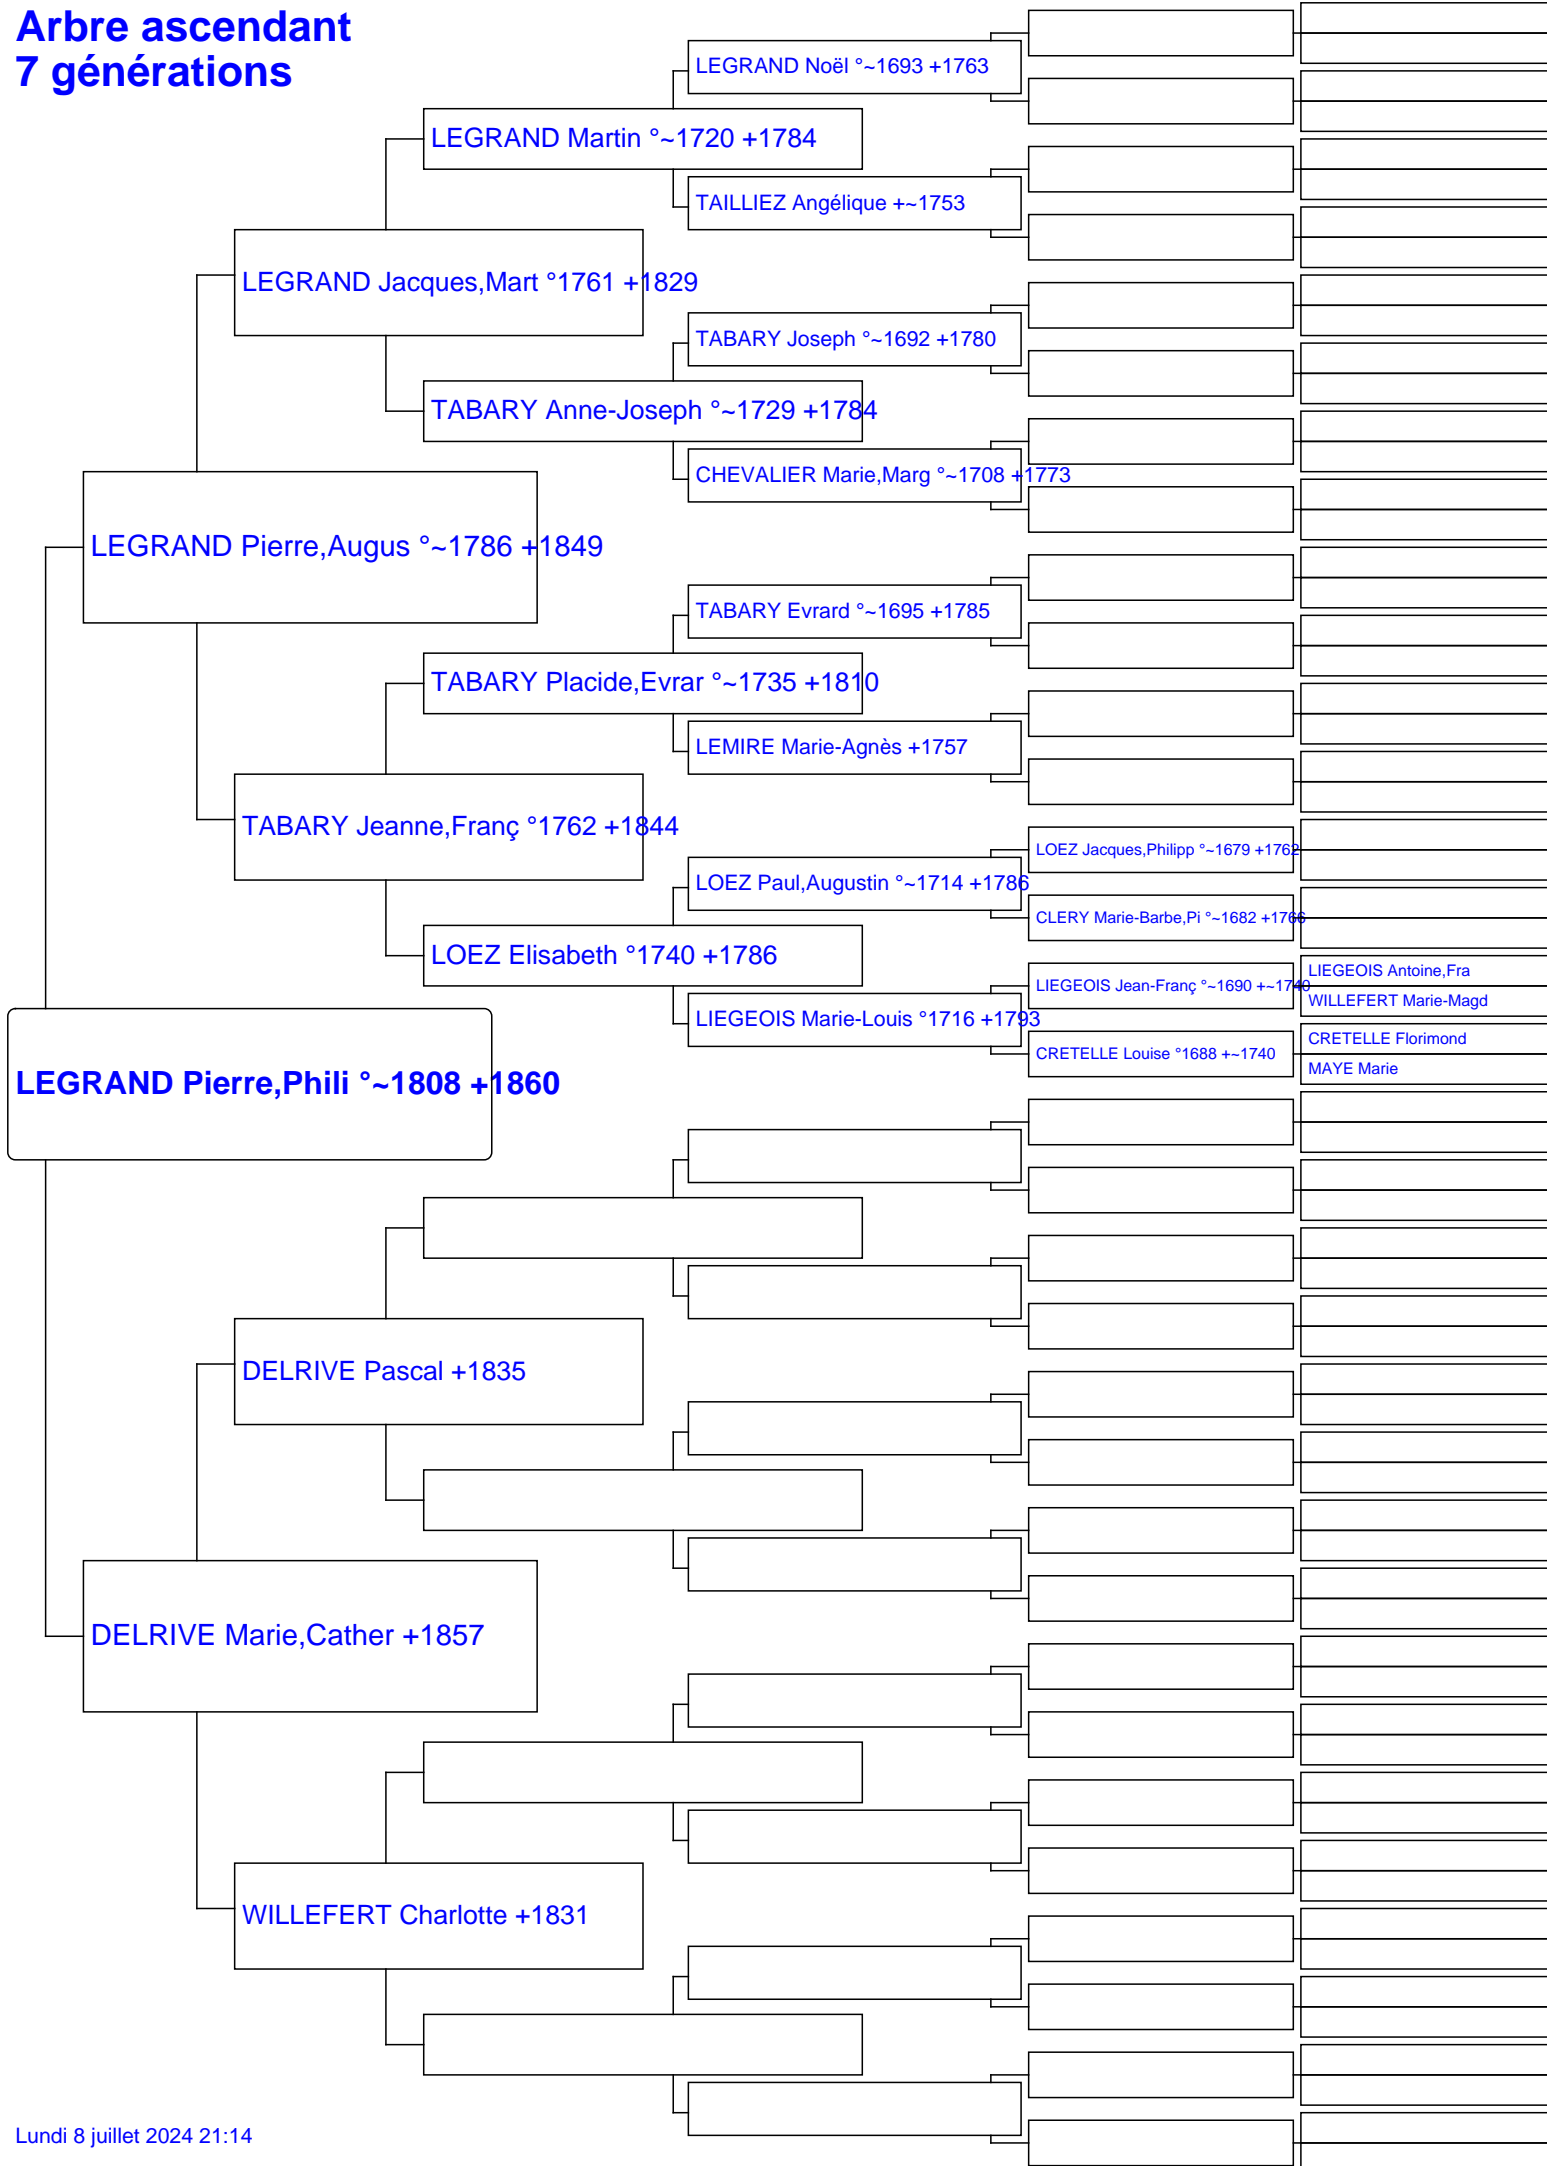 Arbre ascendant
7 générations
LEGRAND Noël °~1693 +1763
LEGRAND Martin °~1720 +1784
TAILLIEZ Angélique +~1753
LEGRAND Jacques,Mart °1761 +1829
TABARY Joseph °~1692 +1780
TABARY Anne-Joseph °~1729 +1784
CHEVALIER Marie,Marg °~1708 +1773
LEGRAND Pierre,Augus °~1786 +1849
TABARY Evrard °~1695 +1785
TABARY Placide,Evrar °~1735 +1810
LEMIRE Marie-Agnès +1757
TABARY Jeanne,Franç °1762 +1844
LOEZ Jacques,Philipp °~1679 +1762
LOEZ Paul,Augustin °~1714 +1786
CLERY Marie-Barbe,Pi °~1682 +1766
LOEZ Elisabeth °1740 +1786
LIEGEOIS Antoine,Fra
LIEGEOIS Jean-Franç °~1690 +~1740
WILLEFERT Marie-Magd
LIEGEOIS Marie-Louis °1716 +1793
CRETELLE Florimond
CRETELLE Louise °1688 +~1740
MAYE Marie
LEGRAND Pierre,Phili °~1808 +1860
DELRIVE Pascal +1835
DELRIVE Marie,Cather +1857
WILLEFERT Charlotte +1831
Lundi 8 juillet 2024 21:14